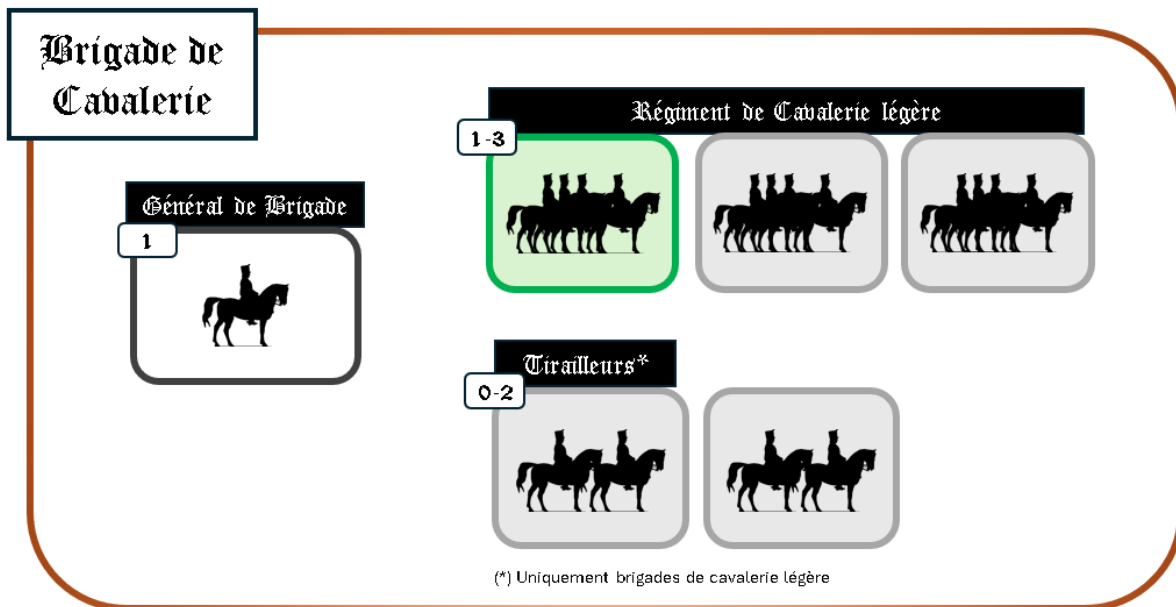 Brigade de
Cavalerie
Régiment de Cavalerie légère
1-3
Général de Brigade
1
Tirailleurs*
0-2
(*) Uniquement brigades de cavalerie légère